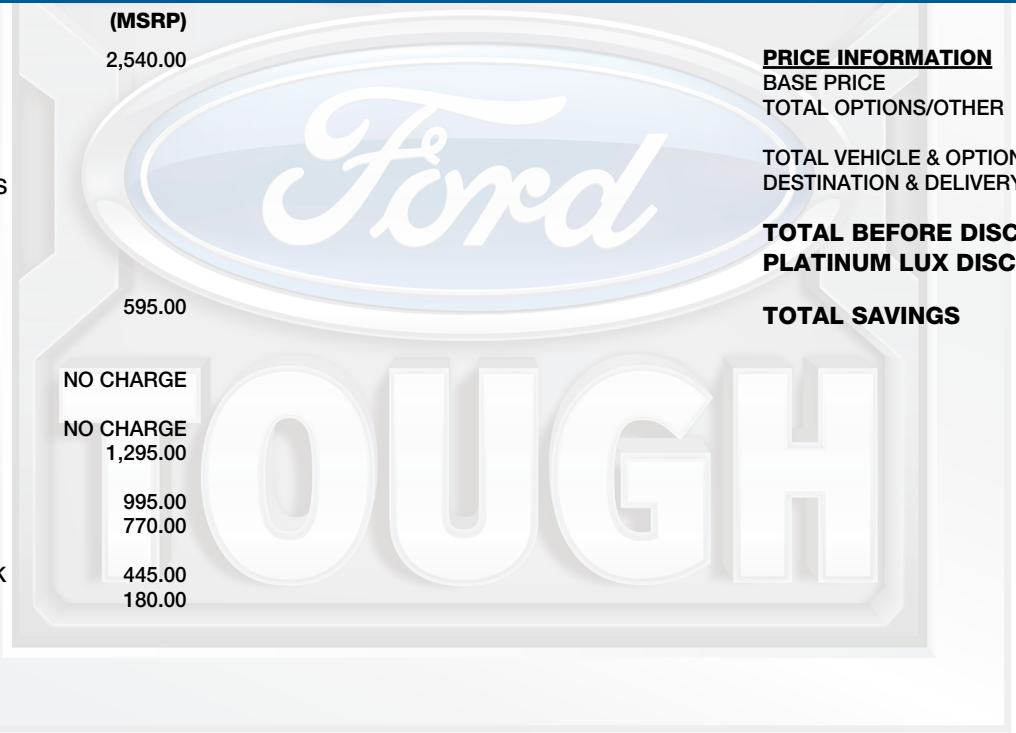 (MSRP)
2,540.00
S
595.00
NO CHARGE
NO CHARGE
1,295.00
995.00
770.00
K
445.00
180.00
PRICE INFORMATION
BASE PRICE
TOTAL OPTIONS/OTHER
TOTAL VEHICLE & OPTION
DESTINATION & DELIVERY
TOTAL BEFORE DISC
PLATINUM LUX DISC
TOTAL SAVINGS
Ford
TOUGH